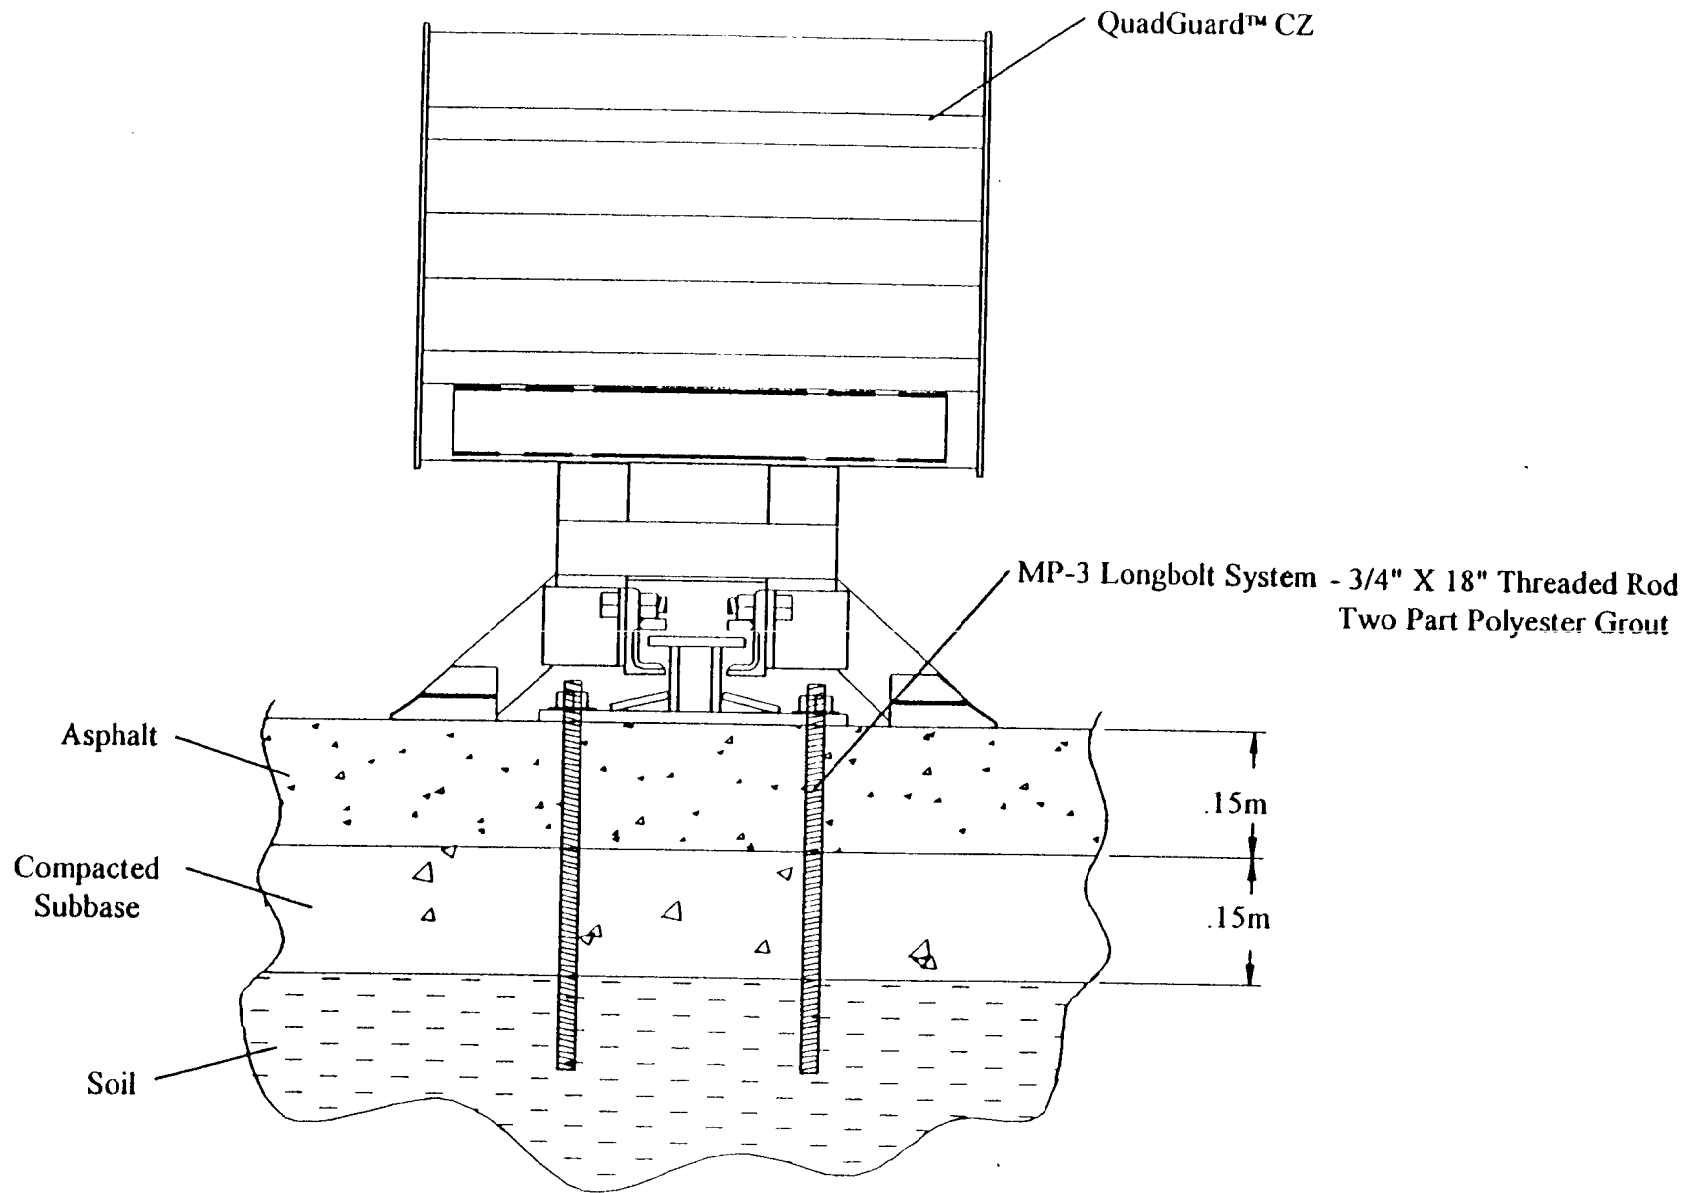 QuadGuard™ CZ
MP-3 Longbolt System - 3/4" X 18" Threaded Rod
Two Part Polyester Grout
Asphalt
.15m
Compacted
Subbase
.15m
Soil